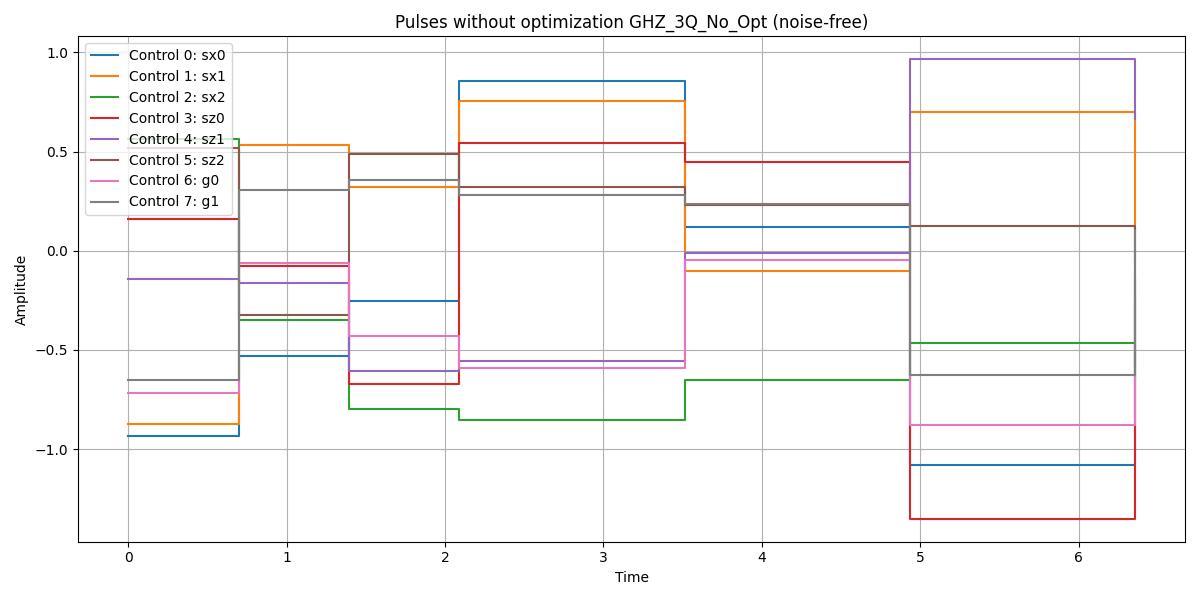 Pulses without optimization GHZ_3Q_No_Opt (noise-free)
Control 0: sx0
Control 1: sx1
Control 2: sx2
Control 3: sz0
Control 4: sz1
Control 5: sz2
Control 6: g0
Control 7: g1
1.0
0.5
0.0
−0.5
−1.0
Amplitude
0 1 2 3 4 5 6
Time